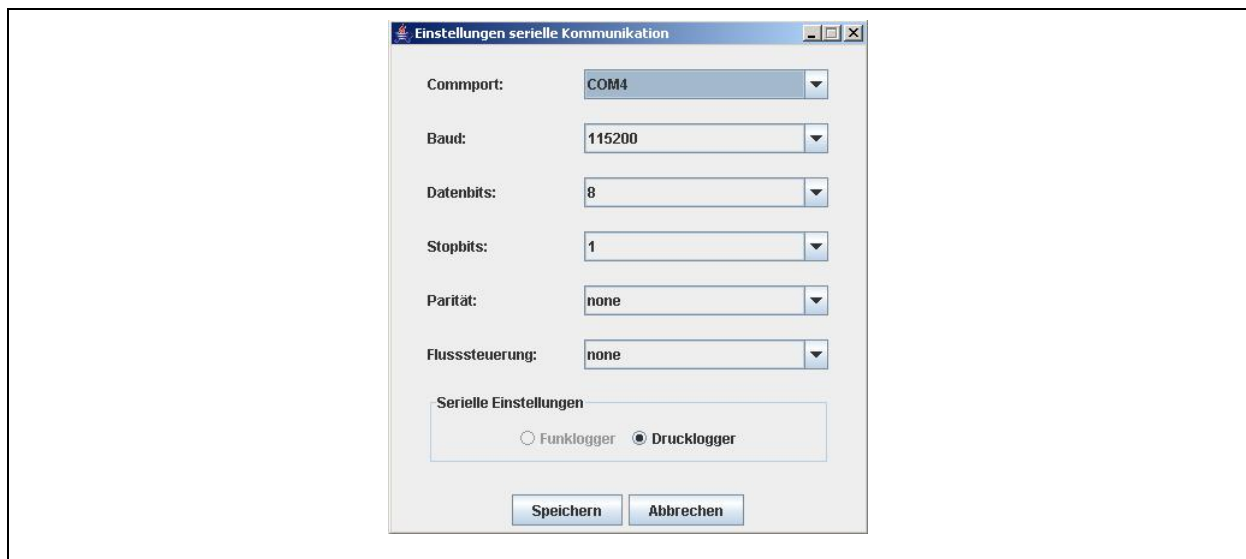 Einstellungen serielle Kommunikation
Commport: COM4
Baud: 115200
Datenbits: 8
Stopbits: 1
Parität: none
Flusssteuerung: none
Serielle Einstellungen
Funklogger Drucklogger
Speichern Abbrechen